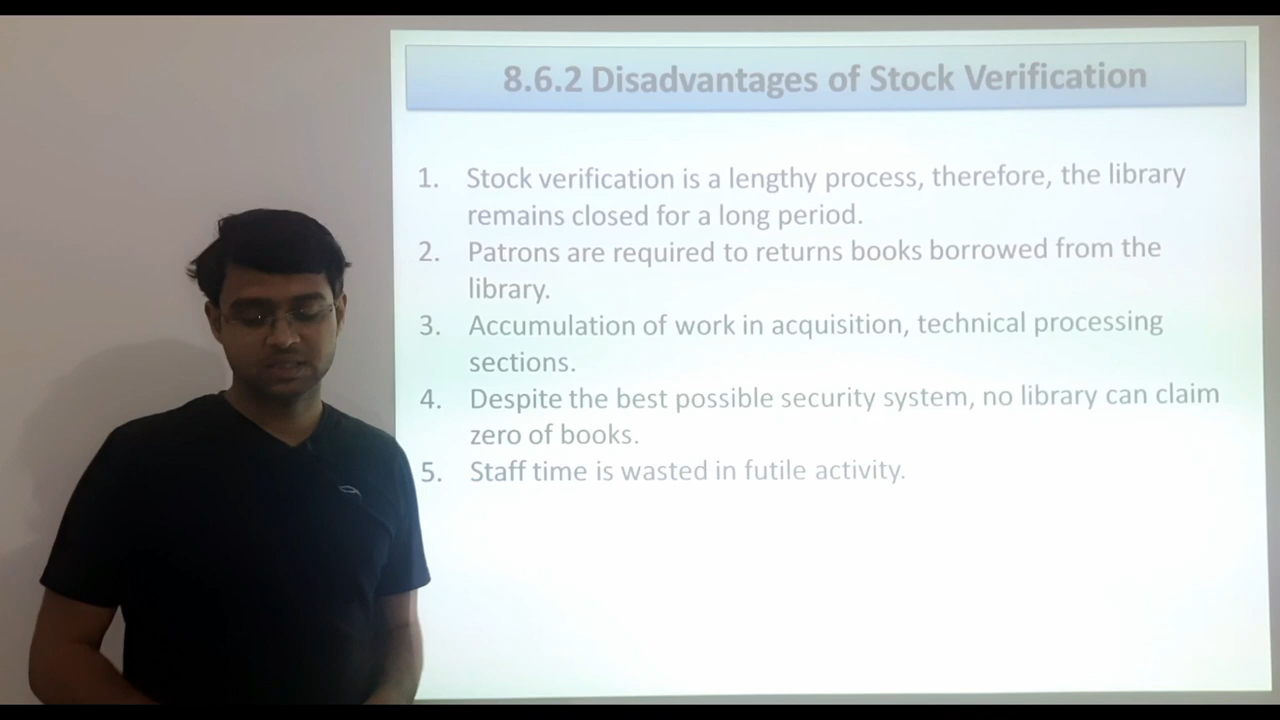 8.6.2 Disadvantages of Stock Verification
1. Stock verification is a lengthy process, therefore, the library
remains closed for a long period.
2. Patrons are required to returns books borrowed from the
library.
3. Accumulation of work in acquisition, technical processing
sections.
4. Despite the best possible security system, no library can claim
zero of books.
5. Staff time is wasted in futile activity.